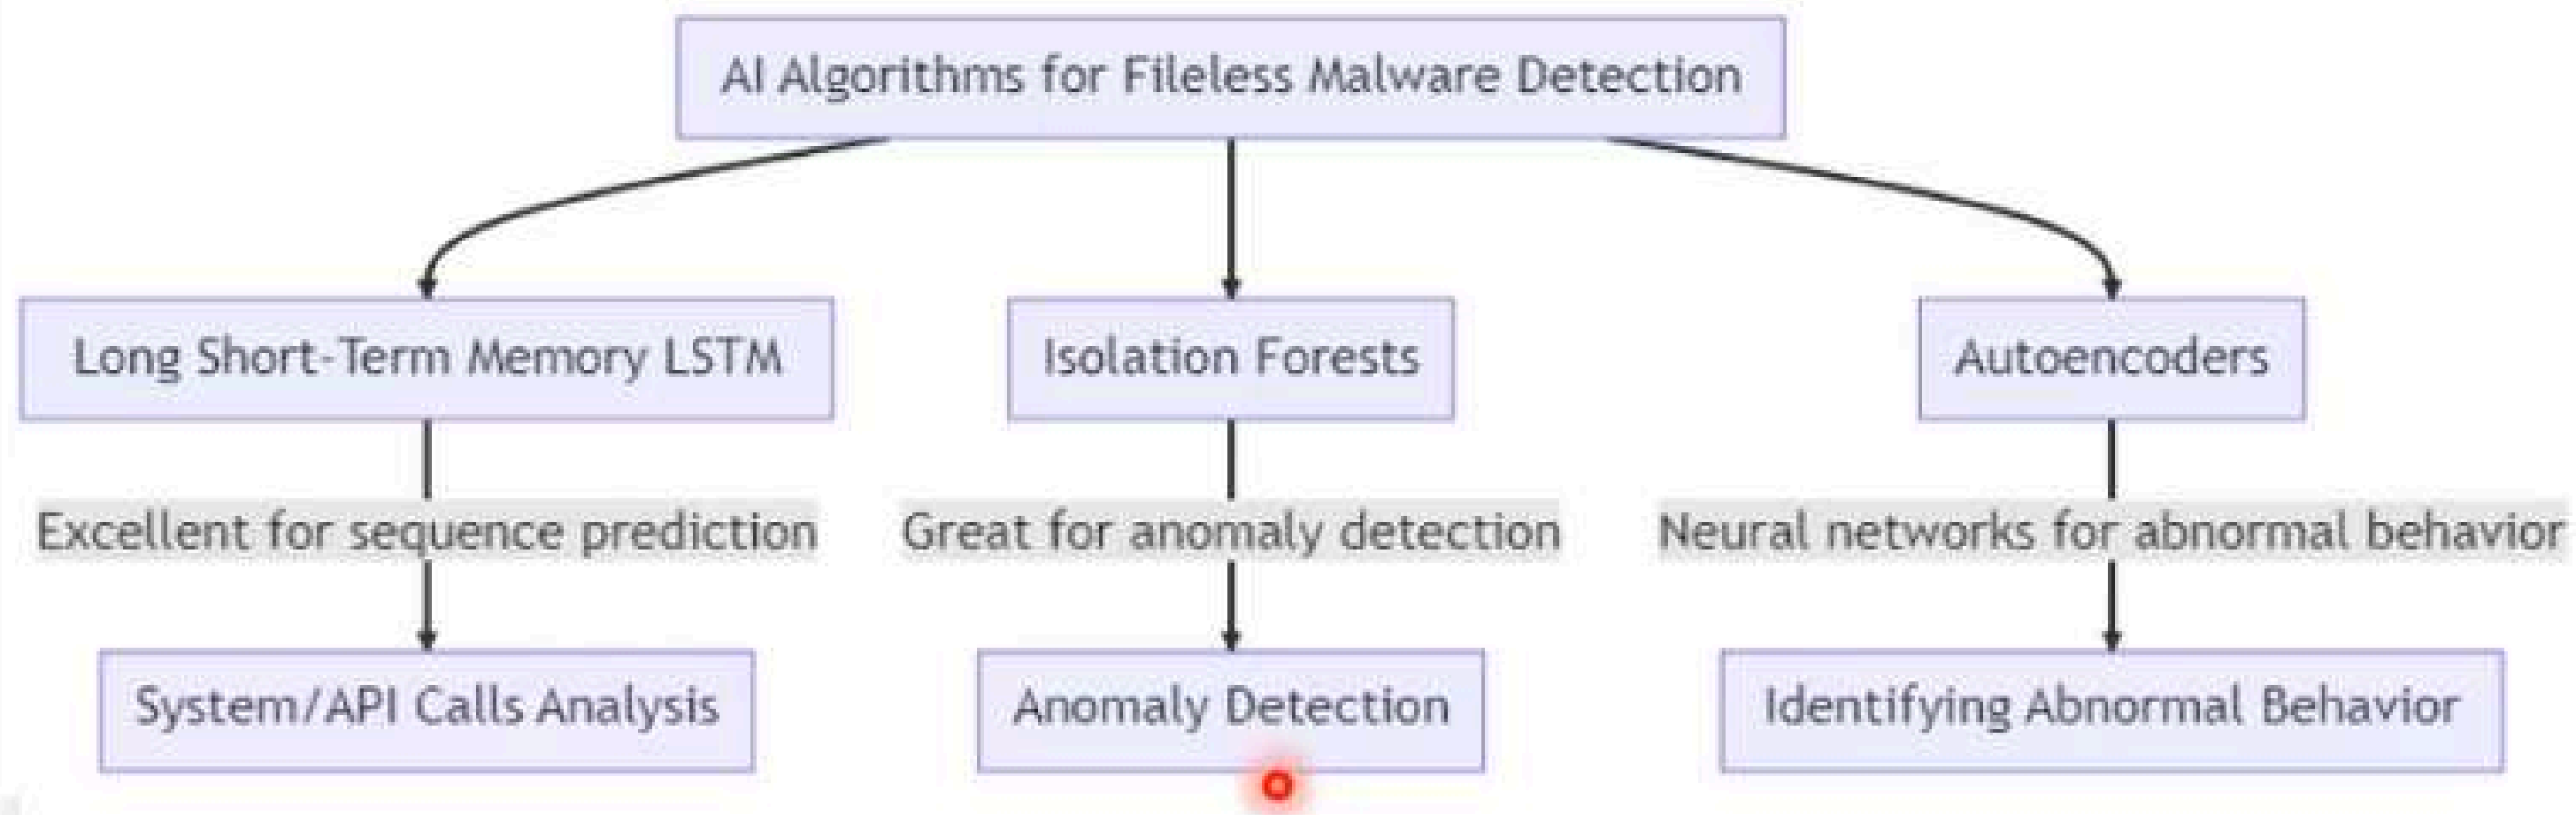 AI Algorithms for Fileless Malware Detection
Long Short-Term Memory LSTM
Isolation Forests
Autoencoders
Excellent for sequence prediction
Great for anomaly detection
Neural networks for abnormal behavior
System/API Calls Analysis
Anomaly Detection
Identifying Abnormal Behavior